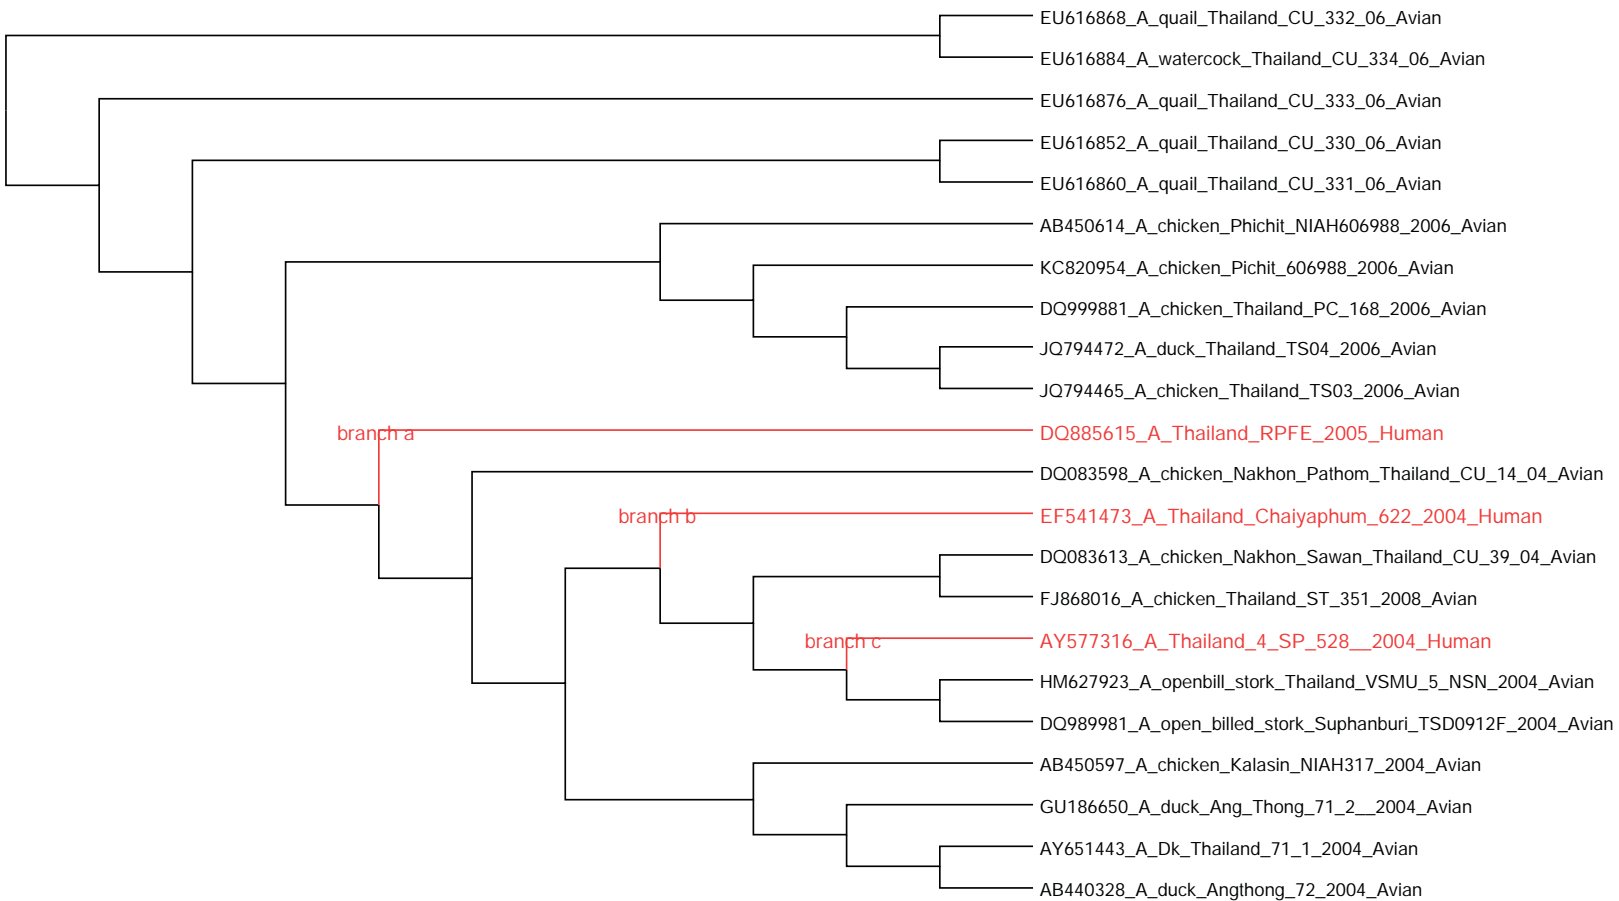 EU616868_A_quail_Thailand_CU_332_06_Avian
EU616884_A_watercock_Thailand_CU_334_06_Avian
EU616876_A_quail_Thailand_CU_333_06_Avian
EU616852_A_quail_Thailand_CU_330_06_Avian
EU616860_A_quail_Thailand_CU_331_06_Avian
AB450614_A_chicken_Phichit_NIAH606988_2006_Avian
KC820954_A_chicken_Pichit_606988_2006_Avian
DQ999881_A_chicken_Thailand_PC_168_2006_Avian
JQ794472_A_duck_Thailand_TS04_2006_Avian
JQ794465_A_chicken_Thailand_TS03_2006_Avian
branch a DQ885615_A_Thailand_RPFE_2005_Human
DQ083598_A_chicken_Nakhon_Pathom_Thailand_CU_14_04_Avian
branch b EF541473_A_Thailand_Chaiyaphum_622_2004_Human
DQ083613_A_chicken_Nakhon_Sawan_Thailand_CU_39_04_Avian
FJ868016_A_chicken_Thailand_ST_351_2008_Avian
branch c AY577316_A_Thailand_4_SP_528__2004_Human
HM627923_A_openbill_stork_Thailand_VSMU_5_NSN_2004_Avian
DQ989981_A_open_billed_stork_Suphanburi_TSD0912F_2004_Avian
AB450597_A_chicken_Kalasin_NIAH317_2004_Avian
GU186650_A_duck_Ang_Thong_71_2__2004_Avian
AY651443_A_Dk_Thailand_71_1_2004_Avian
AB440328_A_duck_Angthong_72_2004_Avian